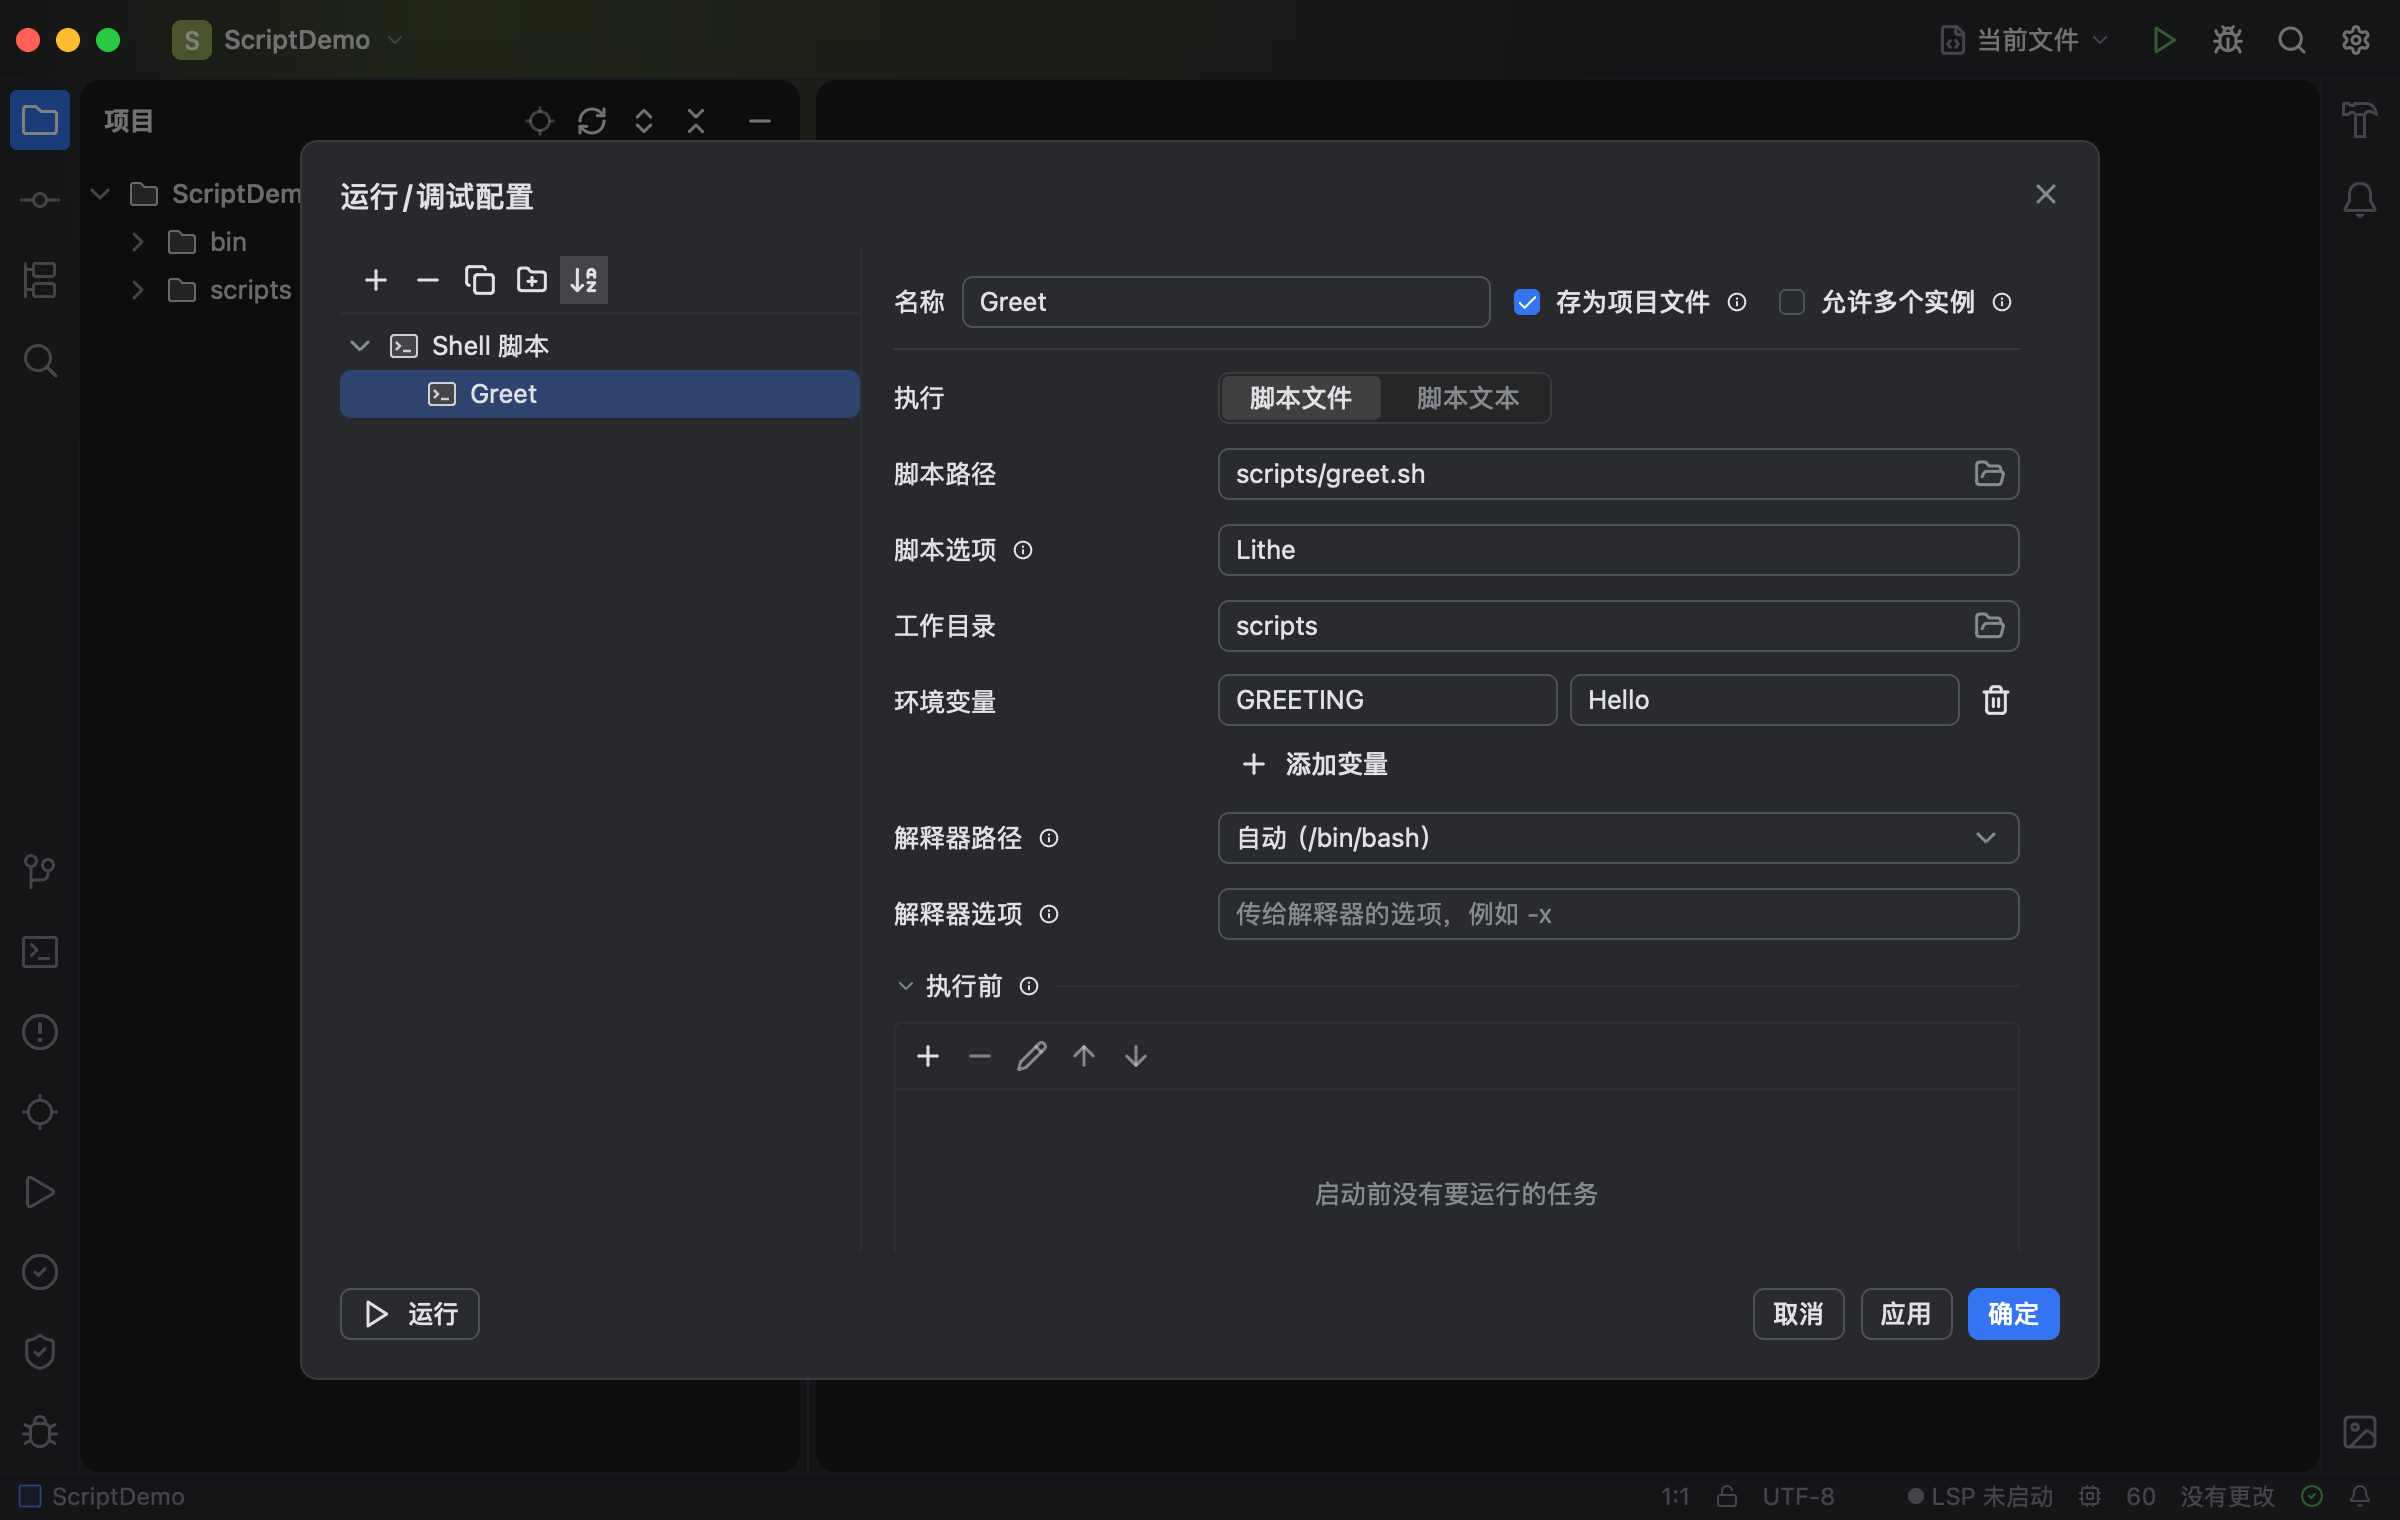 S ScriptDemo
当前文件
项目
ScriptDem
bin
scripts
运行/调试配置
Shell 脚本
Greet
名称 Greet 存为项目文件 允许多个实例
执行 脚本文件 脚本文本
脚本路径 scripts/greet.sh
脚本选项 Lithe
工作目录 scripts
环境变量 GREETING Hello
添加变量
解释器路径 自动 (/bin/bash)
解释器选项 传给解释器的选项，例如 -x
执行前
启动前没有要运行的任务
运行 取消 应用 确定
ScriptDemo 1:1 UTF-8 LSP 未启动 60 没有更改